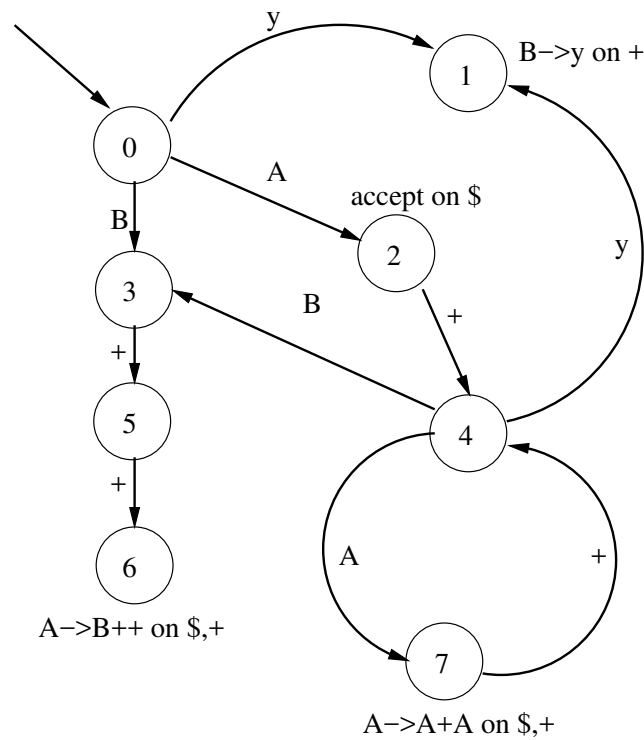 y
1
B−>y on +
0
A
accept on $
B
2
y
3
B
+
+
5
4
+
6
A
+
A−>B++ on $,+
7
A−>A+A on $,+